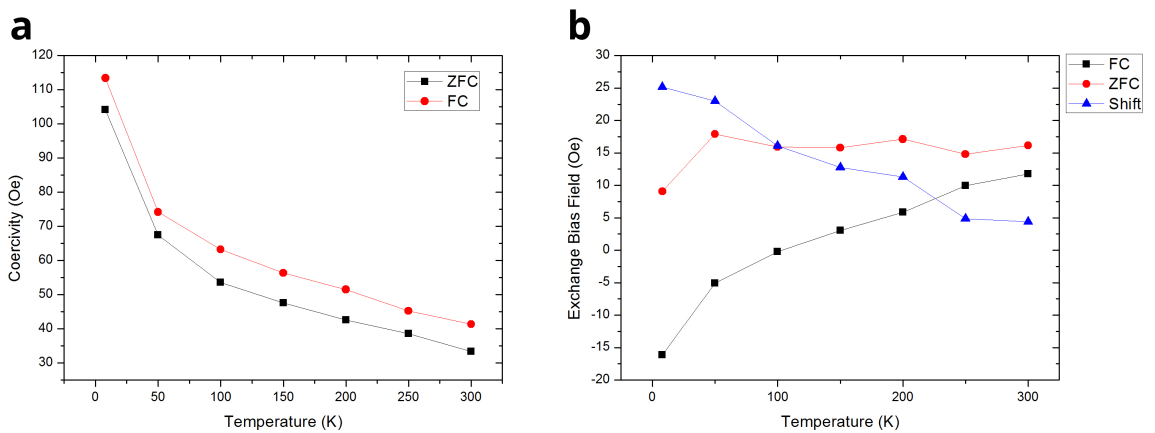 a
120
110
100
90
80
70
60
50
40
30
Coercivity (Oe)
ZFC
FC
0 50 100 150 200 250 300
Temperature (K)
b
30
25
20
15
10
5
0
-5
-10
-15
-20
Exchange Bias Field (Oe)
FC
ZFC
Shift
0 100 200 300
Temperature (K)